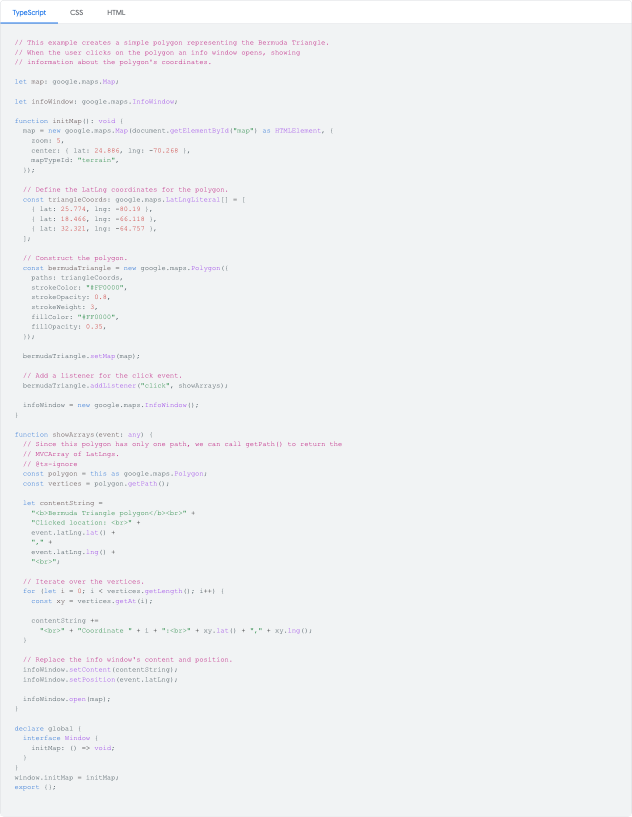 TypeScript CSS HTML
// This example creates a simple polygon representing the Bermuda Triangle.
// When the user clicks on the polygon an info window opens, showing
// information about the polygon's coordinates.
let map: google.maps.Map;
let infoWindow: google.maps.InfoWindow;
function initMap(): void {
  map = new google.maps.Map(document.getElementById("map") as HTMLElement, {
    zoom: 5,
    center: { lat: 24.886, lng: -70.268 },
    mapTypeId: "terrain",
  });
  // Define the LatLng coordinates for the polygon.
  const triangleCoords: google.maps.LatLngLiteral[] = [
    { lat: 25.774, lng: -80.19 },
    { lat: 18.466, lng: -66.118 },
    { lat: 32.321, lng: -64.757 },
  ];
  // Construct the polygon.
  const bermudaTriangle = new google.maps.Polygon({
    paths: triangleCoords,
    strokeColor: "#FF0000",
    strokeOpacity: 0.8,
    strokeWeight: 3,
    fillColor: "#FF0000",
    fillOpacity: 0.35,
  });
  bermudaTriangle.setMap(map);
  // Add a listener for the click event.
  bermudaTriangle.addListener("click", showArrays);
  infoWindow = new google.maps.InfoWindow();
}
function showArrays(event: any) {
  // Since this polygon has only one path, we can call getPath() to return the
  // MVCArray of LatLngs.
  // @ts-ignore
  const polygon = this as google.maps.Polygon;
  const vertices = polygon.getPath();
  let contentString =
    "<b>Bermuda Triangle polygon</b><br>" +
    "Clicked location: <br>" +
    event.latLng.lat() +
    "," +
    event.latLng.lng() +
    "<br>";
  // Iterate over the vertices.
  for (let i = 0; i < vertices.getLength(); i++) {
    const xy = vertices.getAt(i);
    contentString +=
      "<br>" + "Coordinate " + i + ":<br>" + xy.lat() + "," + xy.lng();
  }
  // Replace the info window's content and position.
  infoWindow.setContent(contentString);
  infoWindow.setPosition(event.latLng);
  infoWindow.open(map);
}
declare global {
  interface Window {
    initMap: () => void;
  }
}
window.initMap = initMap;
export {};